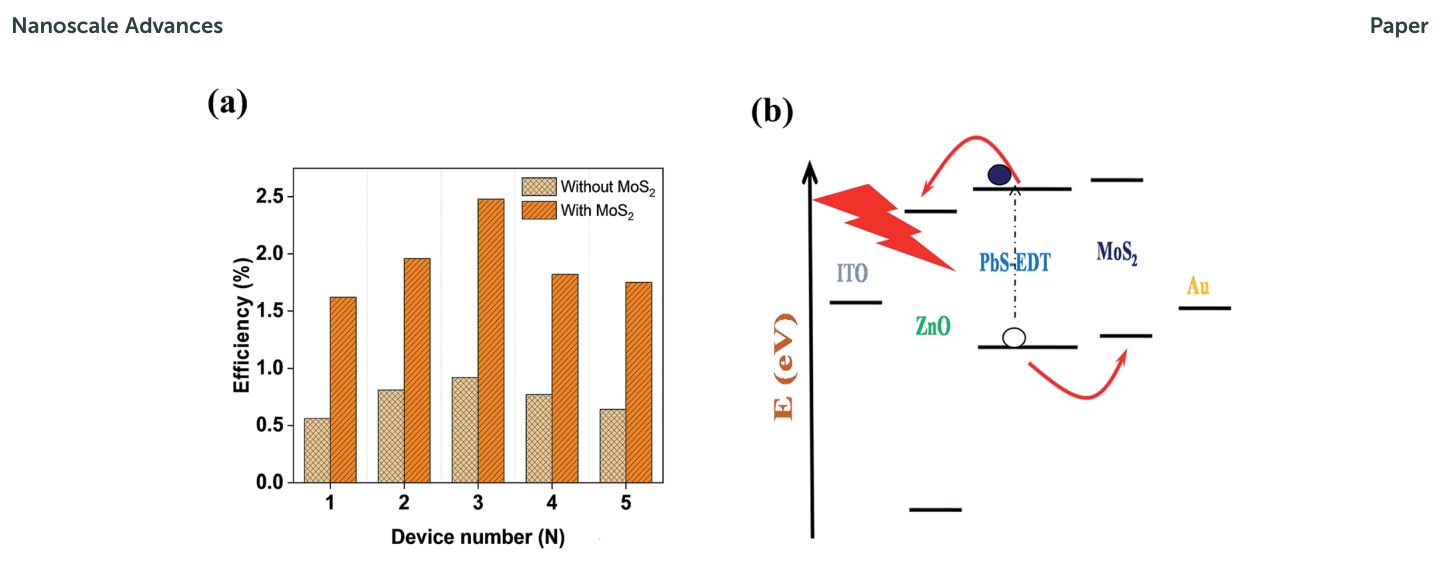 Nanoscale Advances
Paper
(a)
Efficiency (%)
2.5
2.0
1.5
1.0
0.5
0.0
Without MoS₂
With MoS₂
1 2 3 4 5
Device number (N)
(b)
E (eV)
ITO
ZnO
PbS-EDT
MoS₂
Au